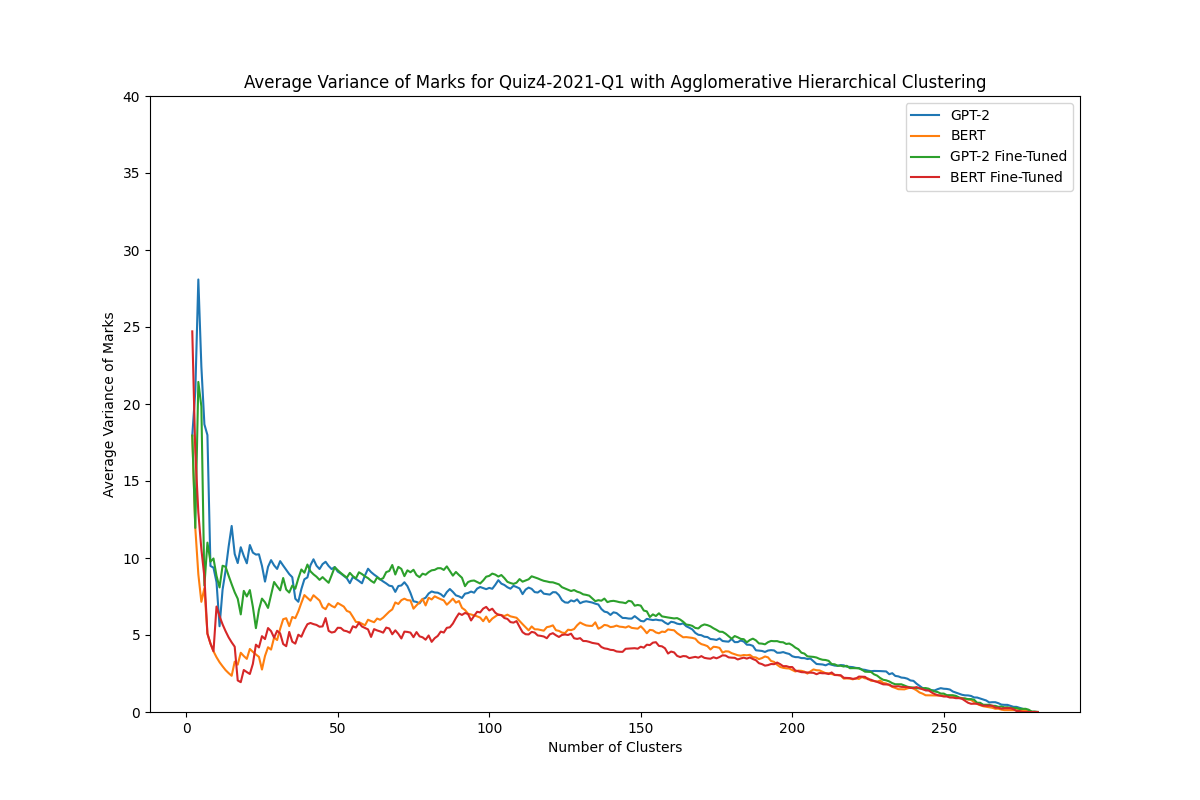 Average Variance of Marks for Quiz4-2021-Q1 with Agglomerative Hierarchical Clustering
40
35
30
25
20
15
10
5
0
Average Variance of Marks
GPT-2
BERT
GPT-2 Fine-Tuned
BERT Fine-Tuned
0 50 100 150 200 250
Number of Clusters